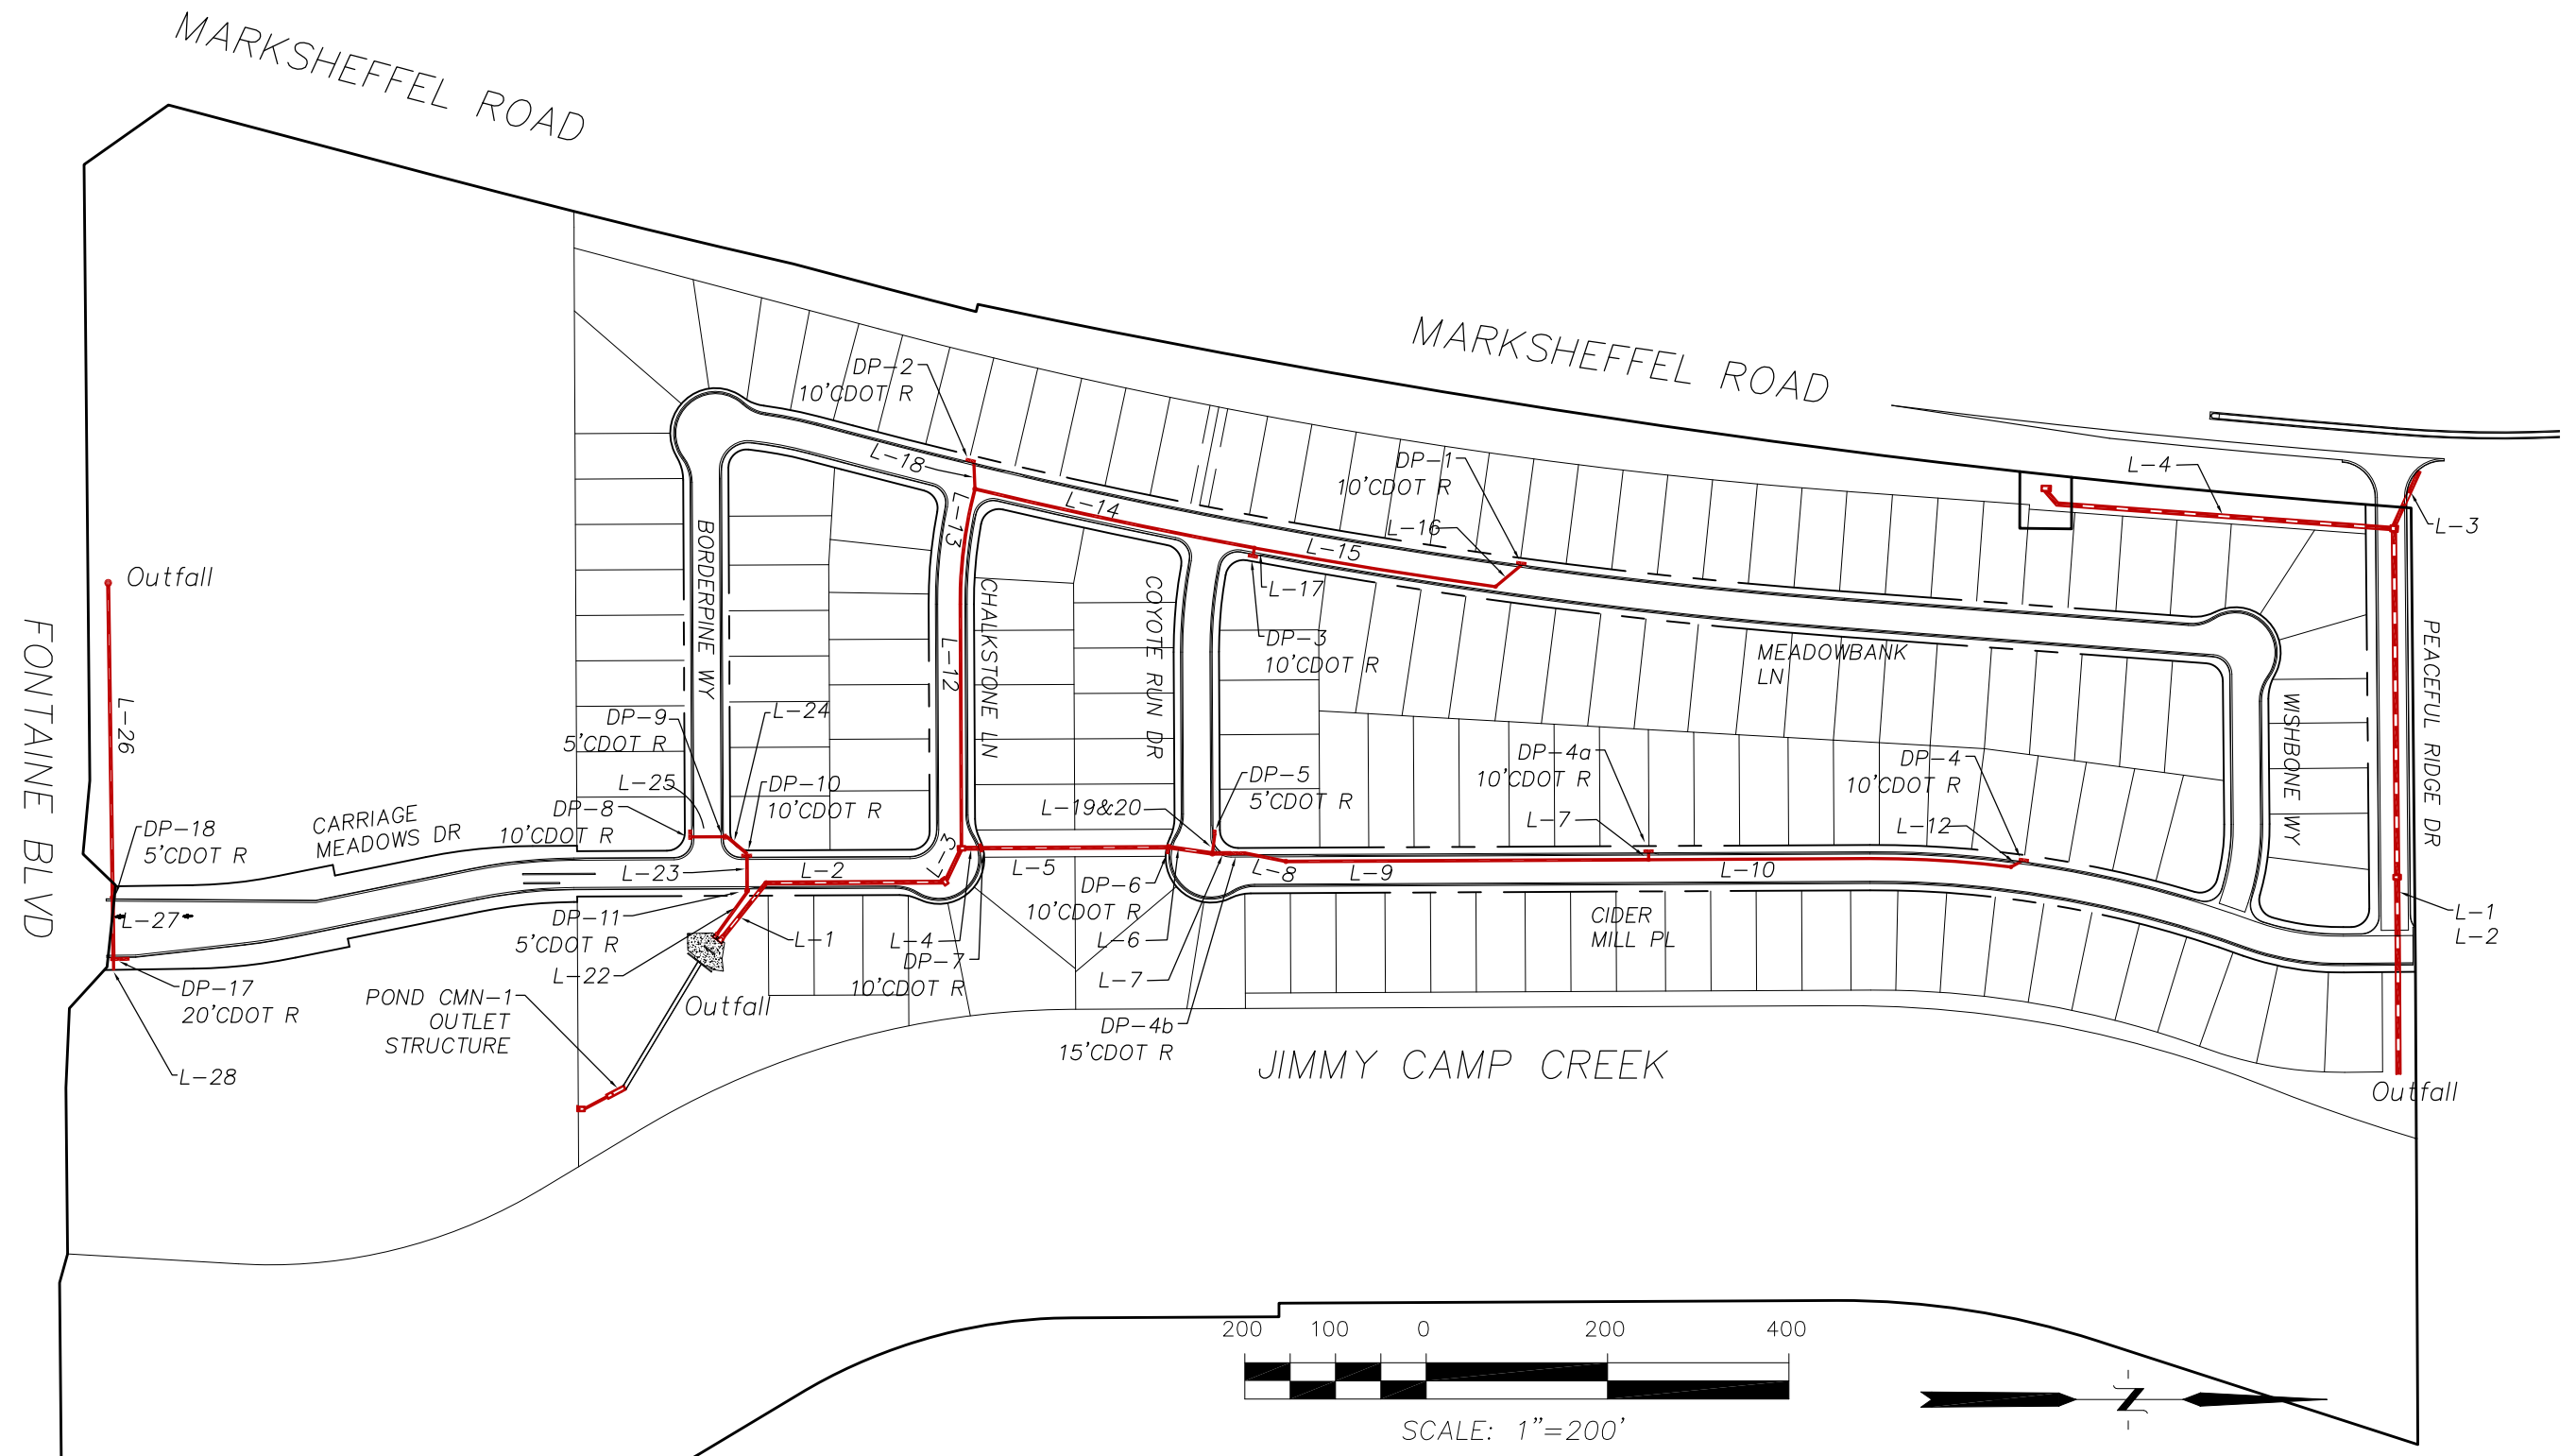 MARKSHEFFEL ROAD
MARKSHEFFEL ROAD
DP-2
10'CDOT R
L-18
L-13
L-14
DP-1
10'CDOT R
L-16
L-15
L-4
L-3
L-17
DP-3
10'CDOT R
Outfall
FONTAINE BLVD
L-26
BORDERPINE WY
L-12
CHALKSTONE LN
COYOTE RUN DR
MEADOWBANK
LN
WISHBONE WY
PEACEFUL RIDGE DR
DP-9
5'CDOT R
L-24
L-25
DP-10
10'CDOT R
DP-8
10'CDOT R
CARRIAGE
MEADOWS DR
DP-18
5'CDOT R
L-19&20
DP-5
5'CDOT R
DP-4a
10'CDOT R
L-7
DP-4
10'CDOT R
L-12
L-23
L-2
L-3
L-5
L-8
L-9
L-10
L-27
DP-11
5'CDOT R
L-22
L-1
L-4
DP-7
10'CDOT R
DP-6
10'CDOT R
L-6
L-7
CIDER
MILL PL
L-1
L-2
DP-17
20'CDOT R
L-28
POND CMN-1
OUTLET
STRUCTURE
Outfall
DP-4b
15'CDOT R
JIMMY CAMP CREEK
Outfall
200 100 0 200 400
SCALE: 1"=200'
Z